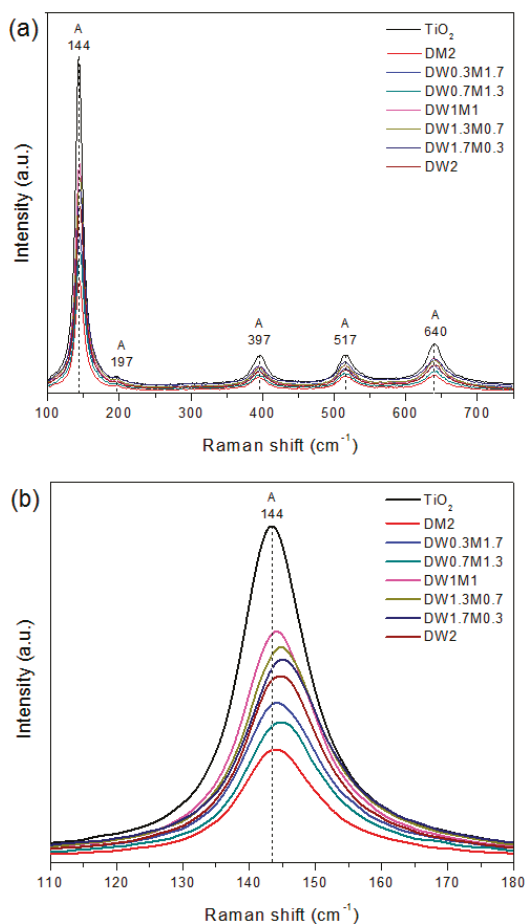 (a)
A
144
A
197
A
397
A
517
A
640
TiO₂
DM2
DW0.3M1.7
DW0.7M1.3
DW1M1
DW1.3M0.7
DW1.7M0.3
DW2
Intensity (a.u.)
100 200 300 400 500 600 700
Raman shift (cm⁻¹)
(b)
A
144
TiO₂
DM2
DW0.3M1.7
DW0.7M1.3
DW1M1
DW1.3M0.7
DW1.7M0.3
DW2
Intensity (a.u.)
110 120 130 140 150 160 170 180
Raman shift (cm⁻¹)